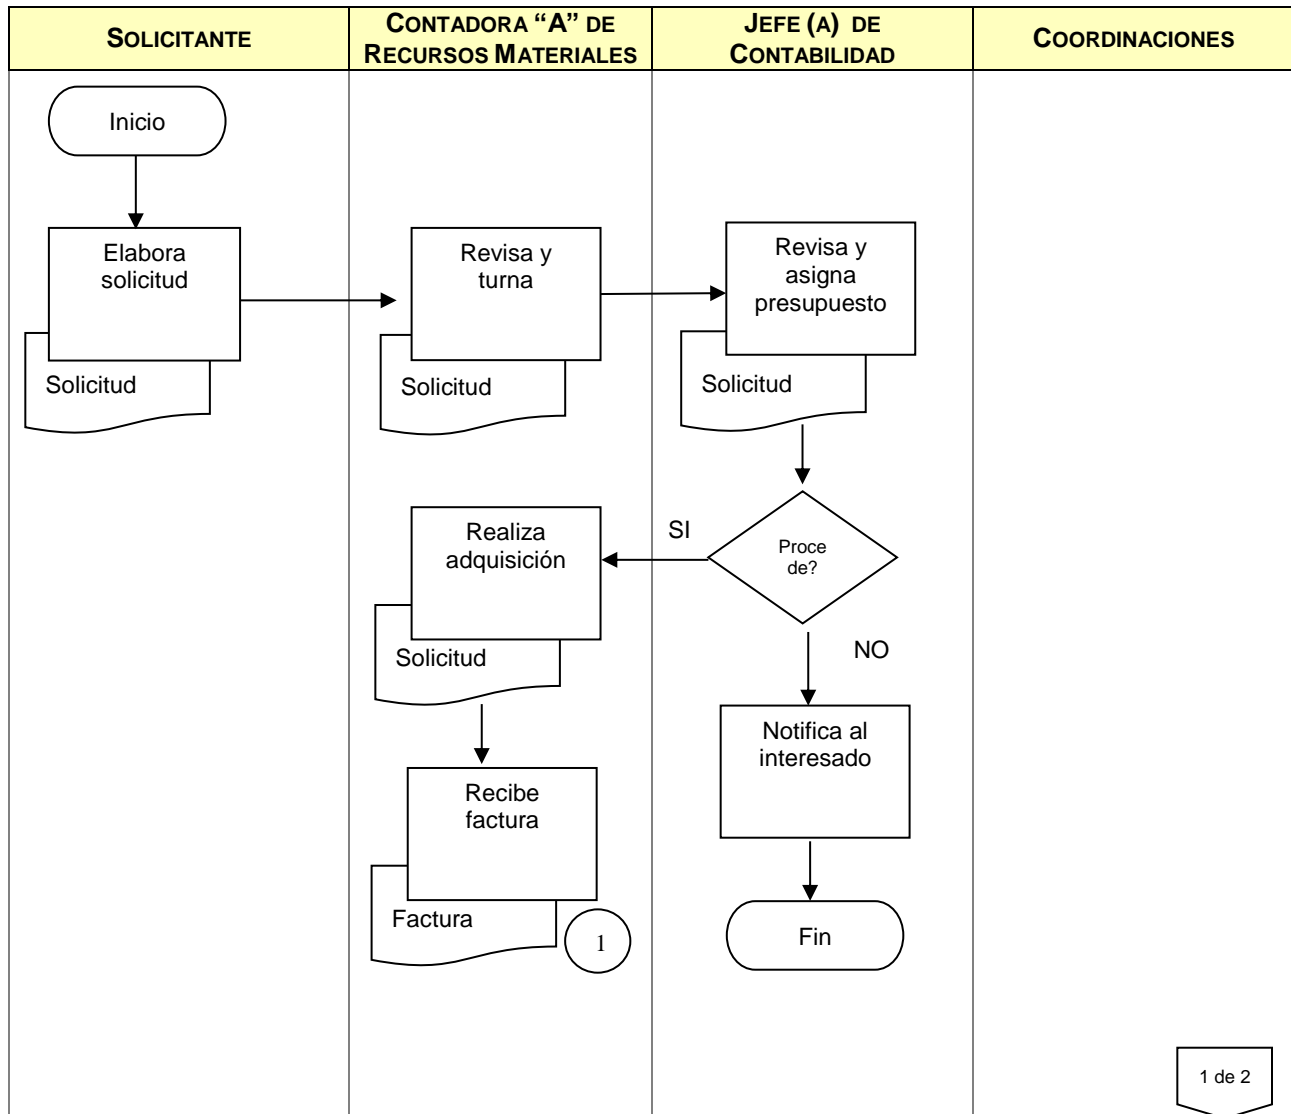 SOLICITANTE
CONTADORA “A” DE
RECURSOS MATERIALES
JEFE (A) DE
CONTABILIDAD
COORDINACIONES
Inicio
Elabora
solicitud
Solicitud
Revisa y
turna
Solicitud
Revisa y
asigna
presupuesto
Solicitud
Proce
de?
SI
NO
Realiza
adquisición
Solicitud
Notifica al
interesado
Recibe
factura
Factura
1
Fin
1 de 2